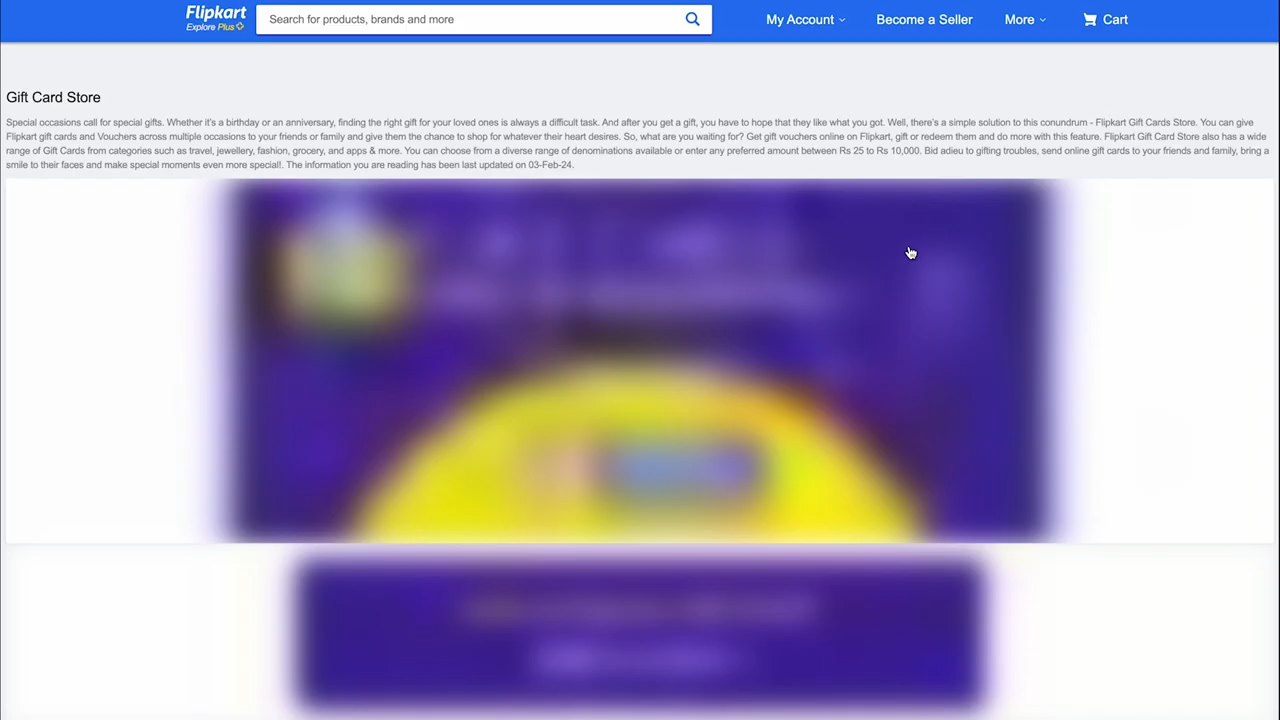 Flipkart
Explore Plus
Search for products, brands and more
My Account
Become a Seller
More
Cart
Gift Card Store
Special occasions call for special gifts. Whether it's a birthday or an anniversary, finding the right gift for your loved ones is always a difficult task. And after you get a gift, you have to hope that they like what you got. Well, there's a simple solution to this conundrum - Flipkart Gift Cards Store. You can give
Flipkart gift cards and Vouchers across multiple occasions to your friends or family and give them the chance to shop for whatever their heart desires. So, what are you waiting for? Get gift vouchers online on Flipkart, gift or redeem them and do more with this feature. Flipkart Gift Card Store also has a wide
range of Gift Cards from categories such as travel, jewellery, fashion, grocery, and apps & more. You can choose from a diverse range of denominations available or enter any preferred amount between Rs 25 to Rs 10,000. Bid adieu to gifting troubles, send online gift cards to your friends and family, bring a
smile to their faces and make special moments even more special!. The information you are reading has been last updated on 03-Feb-24.